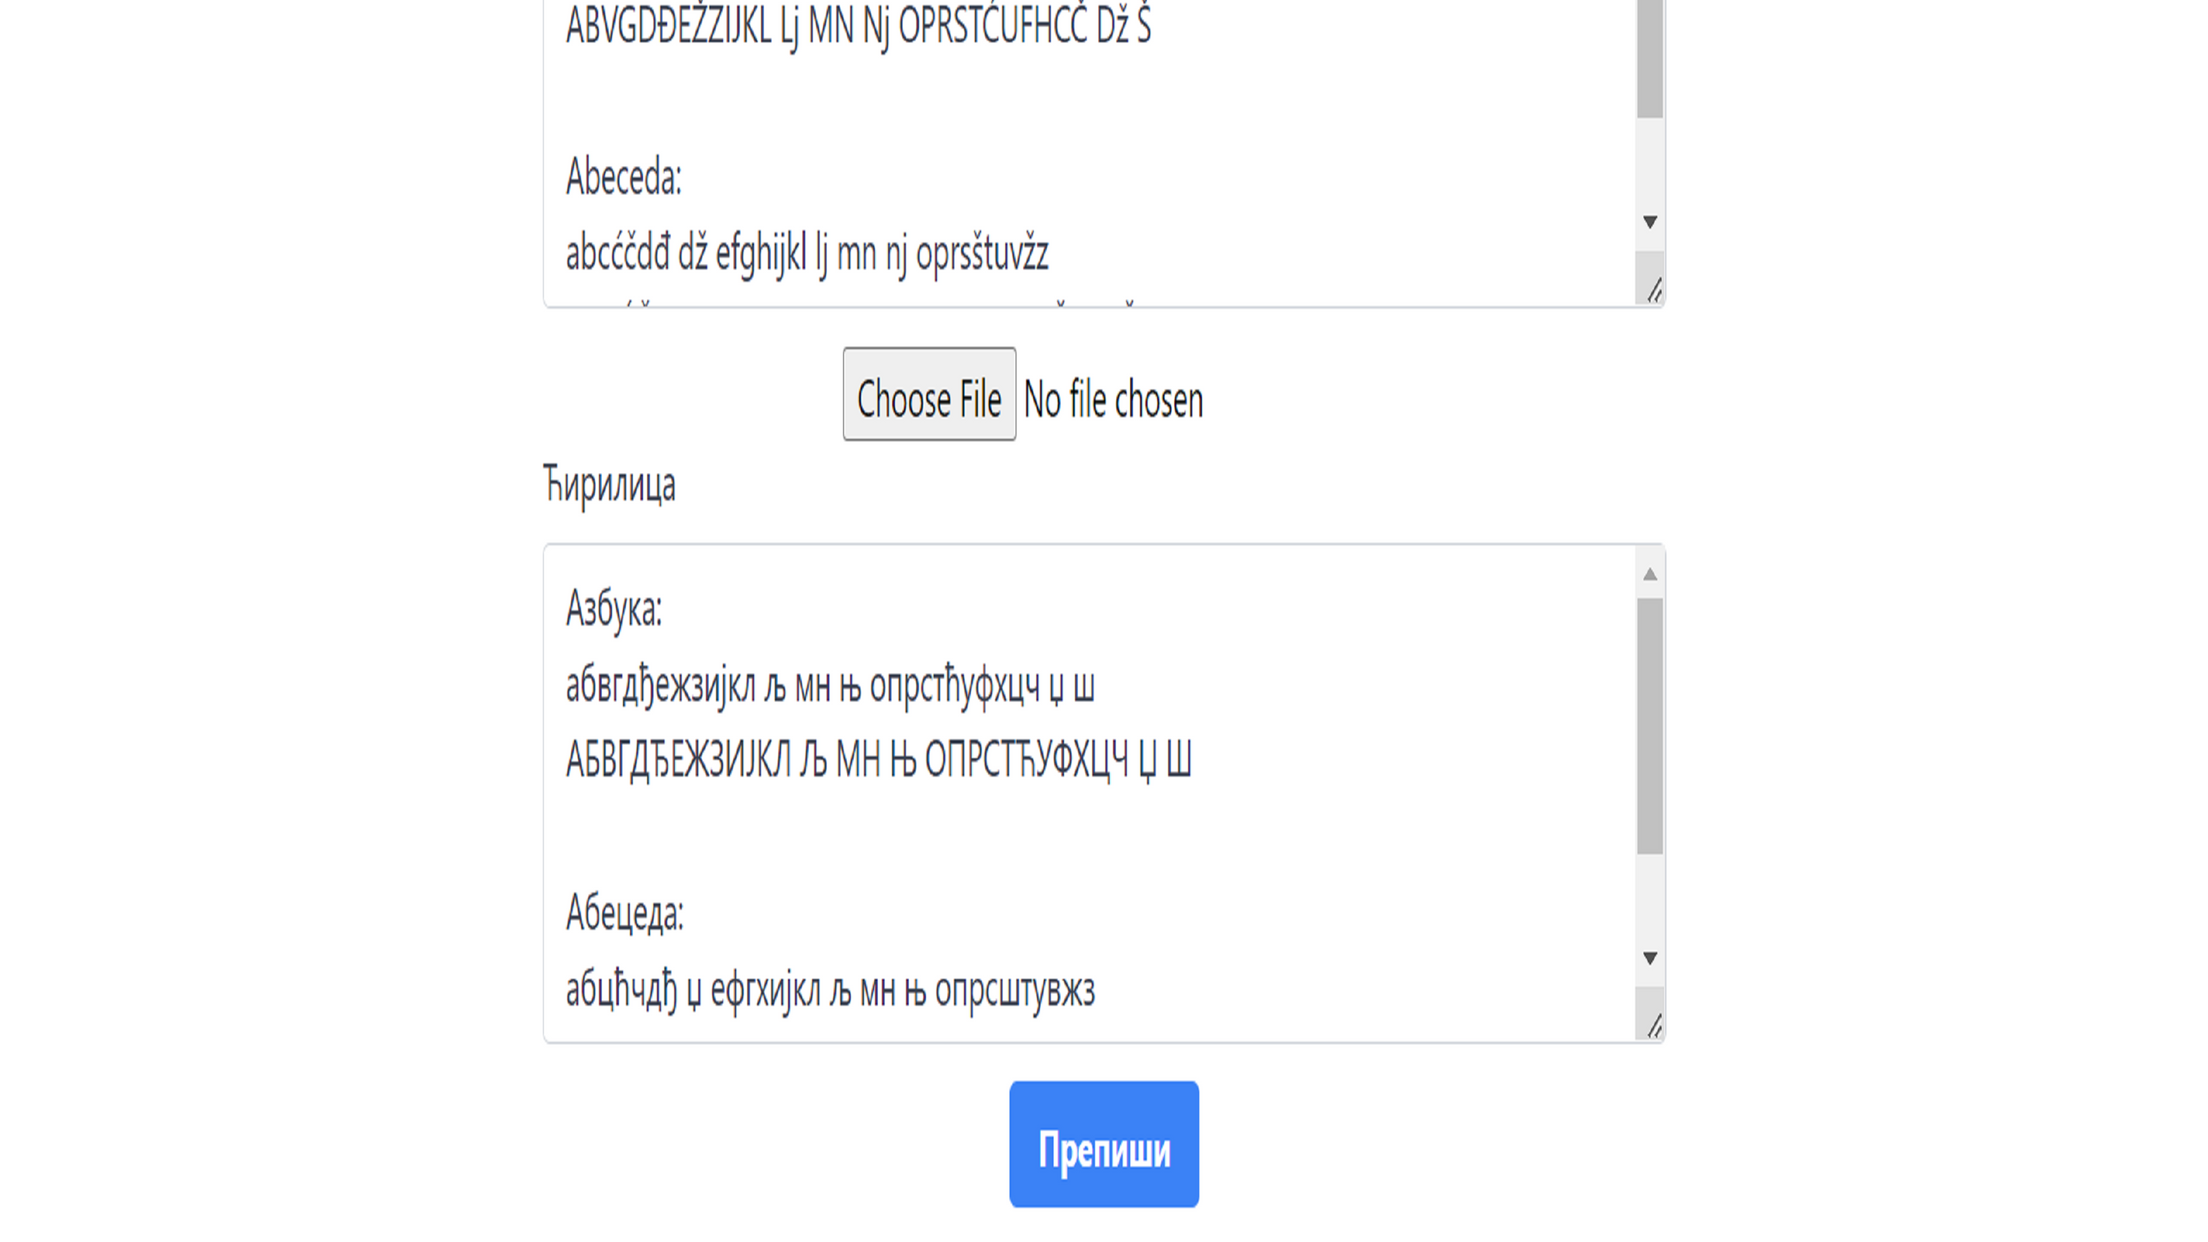 ABVGDĐEŽZIJKL Lj MN Nj OPRSTĆUFHCČ Dž Š
Abeceda:
abcćčdđ dž efghijkl lj mn nj oprsštuvžz
Choose File No file chosen
Ћирилица
Азбука:
абвгдђежзијкл љ мн њ опрстћуфхцч џ ш
АБВГДЂЕЖЗИЈКЛ Љ МН Њ ОПРСТЋУФХЦЧ Џ Ш
Абецеда:
абцћчдђ џ ефгхијкл љ мн њ опрсштувжз
Препиши